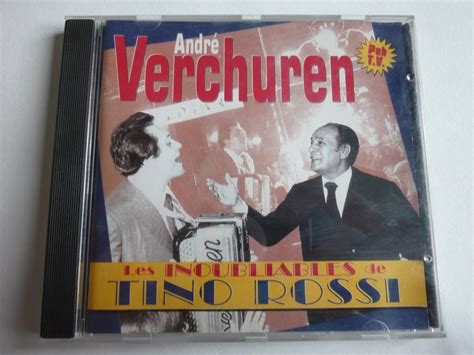 André
Verchuren
Pub
T.V.
Les INOUBLIABLES de
TINO ROSSI